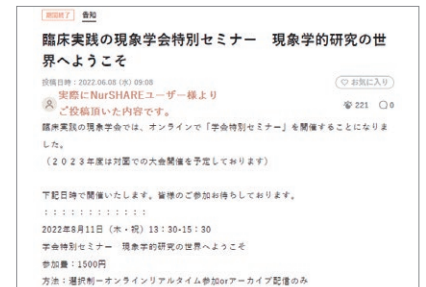 期間終了 告知
臨床実践の現象学会特別セミナー 現象学的研究の世
界へようこそ
投稿日時：2022.06.08 (水) 09:08
♡ お気に入り
実際にNurSHAREユーザー様より
ご投稿頂いた内容です。
221 0
臨床実践の現象学会では、オンラインで「学会特別セミナー」を開催することになりま
した。
（２０２３年度は対面での大会開催を予定しております）
下記日時で開催いたします。皆様のご参加お待ちしております。
：：：：：：：：：：：：
2022年8月11日（木・祝）13：30-15：30
学会特別セミナー 現象学的研究の世界へようこそ
参加費：1500円
方法：選択制ーオンラインリアルタイム参加orアーカイブ配信のみ